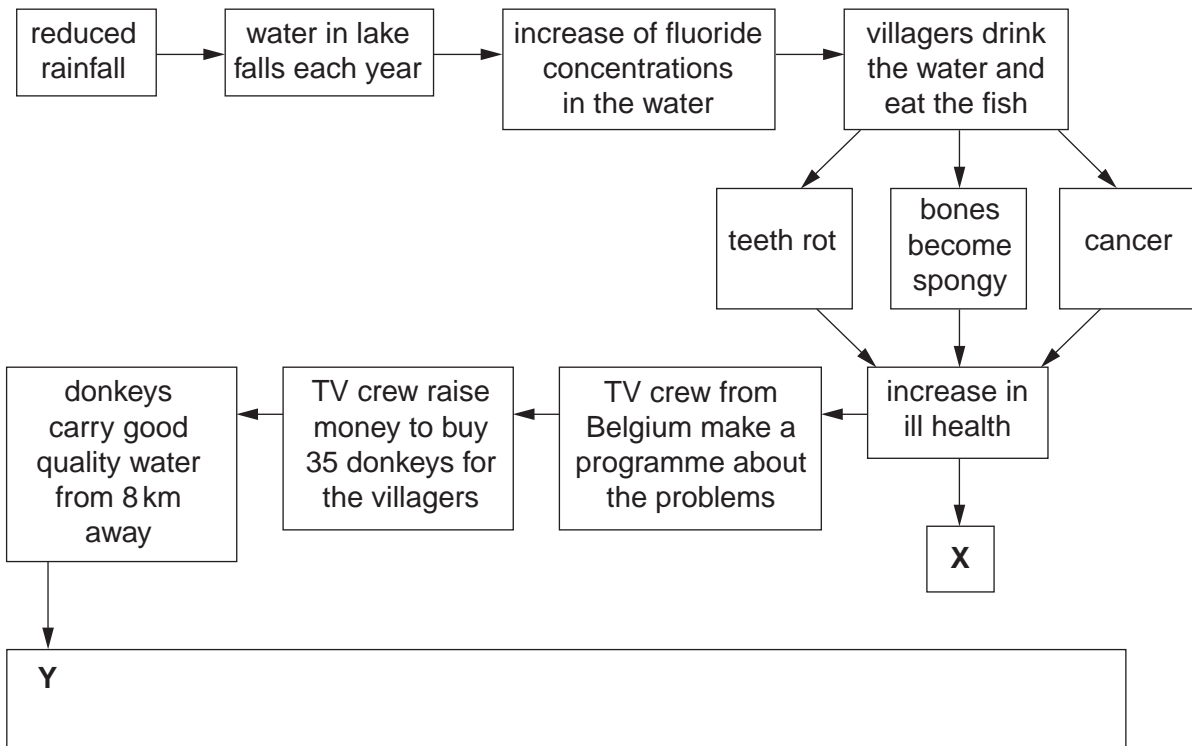 reduced
rainfall
water in lake
falls each year
increase of fluoride
concentrations
in the water
villagers drink
the water and
eat the fish
teeth rot
bones
become
spongy
cancer
increase in
ill health
X
TV crew from
Belgium make a
programme about
the problems
TV crew raise
money to buy
35 donkeys for
the villagers
donkeys
carry good
quality water
from 8 km
away
Y